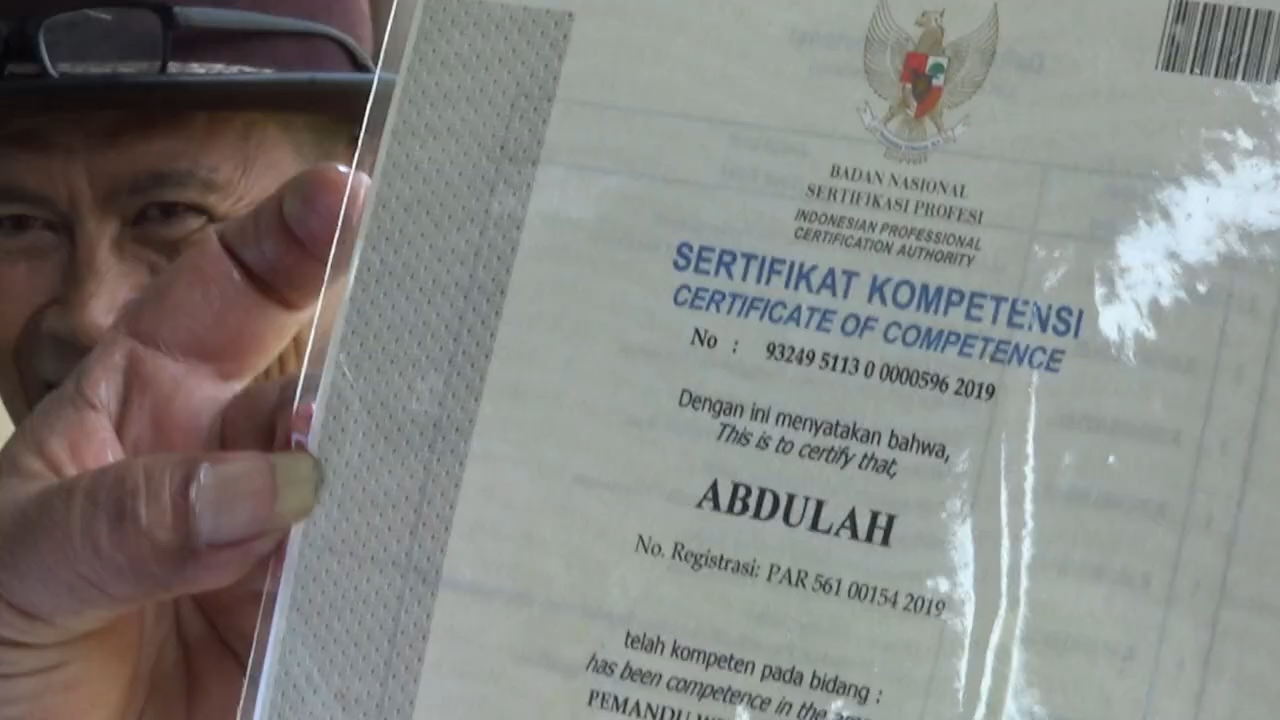 BADAN NASIONAL
SERTIFIKASI PROFESI
INDONESIAN PROFESSIONAL
CERTIFICATION AUTHORITY
SERTIFIKAT KOMPETENSI
CERTIFICATE OF COMPETENCE
No : 93249 5113 0 0000596 2019
Dengan ini menyatakan bahwa,
This is to certify that,
ABDULAH
No. Registrasi: PAR 561 00154 2019
telah kompeten pada bidang :
has been competence in the
PEMANDU